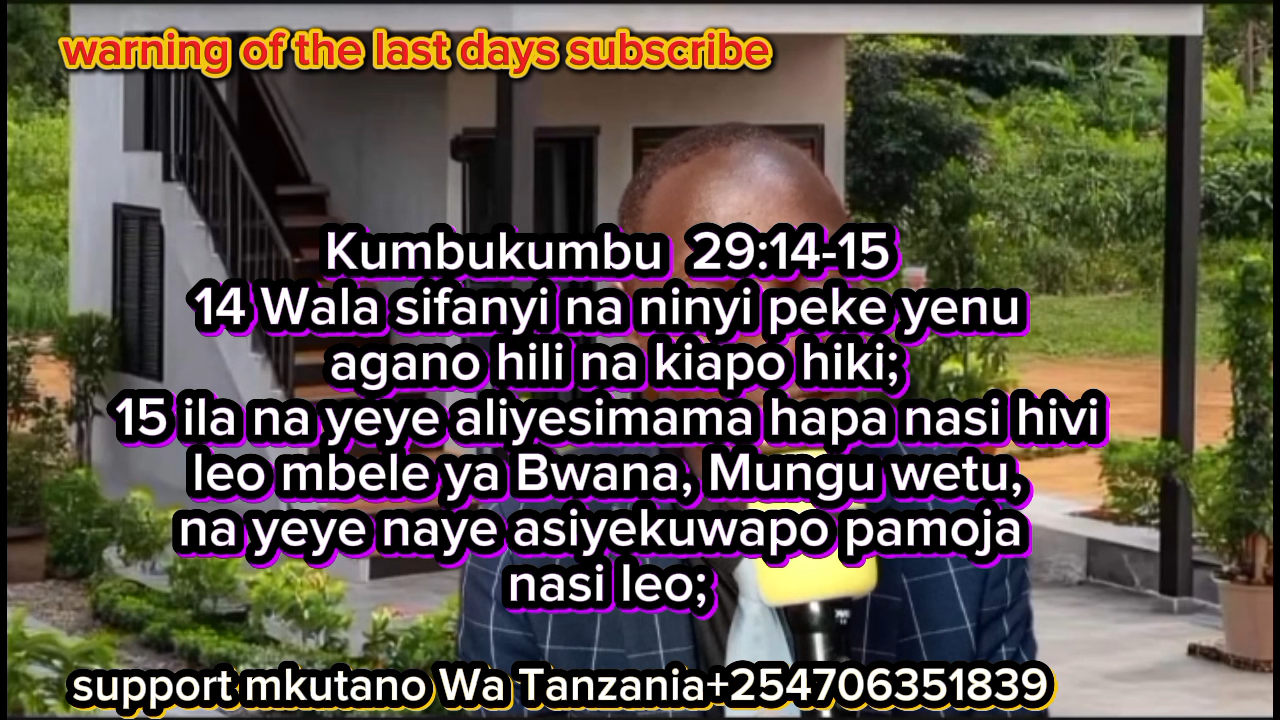 warning of the last days subscribe
Kumbukumbu 29:14-15
14 Wala sifanyi na ninyi peke yenu
agano hili na kiapo hiki;
15 ila na yeye aliyesimama hapa nasi hivi
leo mbele ya Bwana, Mungu wetu,
na yeye naye asiyekuwapo pamoja
nasi leo;
support mkutano Wa Tanzania+254706351839